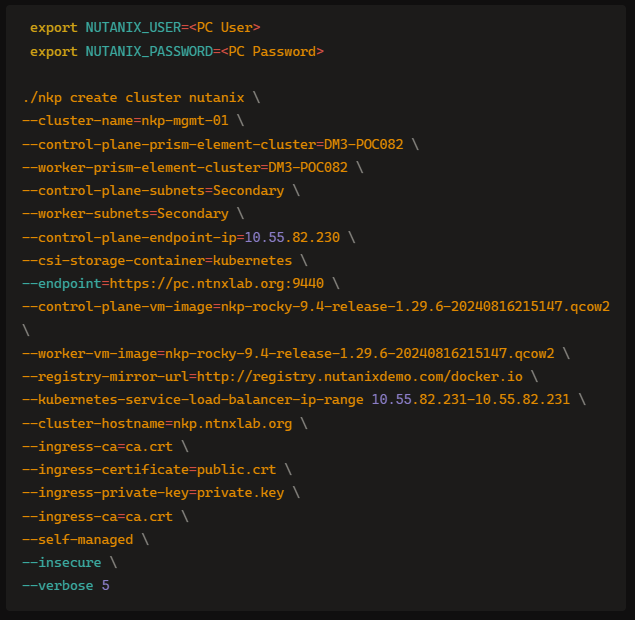 export NUTANIX_USER=<PC User>
export NUTANIX_PASSWORD=<PC Password>
./nkp create cluster nutanix \
--cluster-name=nkp-mgmt-01 \
--control-plane-prism-element-cluster=DM3-POC082 \
--worker-prism-element-cluster=DM3-POC082 \
--control-plane-subnets=Secondary \
--worker-subnets=Secondary \
--control-plane-endpoint-ip=10.55.82.230 \
--csi-storage-container=kubernetes \
--endpoint=https://pc.ntnxlab.org:9440 \
--control-plane-vm-image=nkp-rocky-9.4-release-1.29.6-20240816215147.qcow2
\
--worker-vm-image=nkp-rocky-9.4-release-1.29.6-20240816215147.qcow2 \
--registry-mirror-url=http://registry.nutanixdemo.com/docker.io \
--kubernetes-service-load-balancer-ip-range 10.55.82.231-10.55.82.231 \
--cluster-hostname=nkp.ntnxlab.org \
--ingress-ca=ca.crt \
--ingress-certificate=public.crt \
--ingress-private-key=private.key \
--ingress-ca=ca.crt \
--self-managed \
--insecure \
--verbose 5